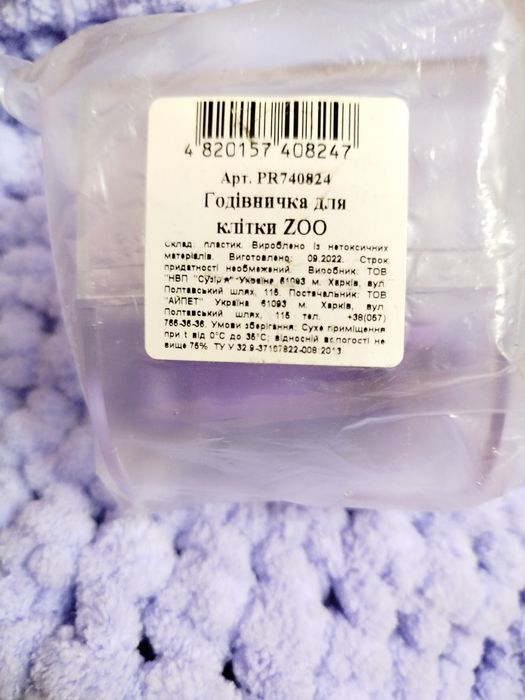 4 820157 408247
Арт. PR740824
Годівничка для
клітки ZOO
Склад: пластик. Вироблено із нетоксичних
матеріалів. Виготовлено: 09.2022. Строк
придатності необмежений. Виробник: ТОВ
"НВП "Сузір'я" Україна 61093 м. Харків, вул.
Полтавський шлях, 115. Постачальник: ТОВ
"АЙПЕТ" Україна 61093 м. Харків, вул.
Полтавський шлях, 115 тел. +38(057)
766-36-36. Умови зберігання: Сухе приміщення
при t від 0°С до 35°С; відносній вологості не
вище 75%. ТУ У 32.9-37167822-008:2013